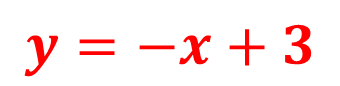 y = −x + 3